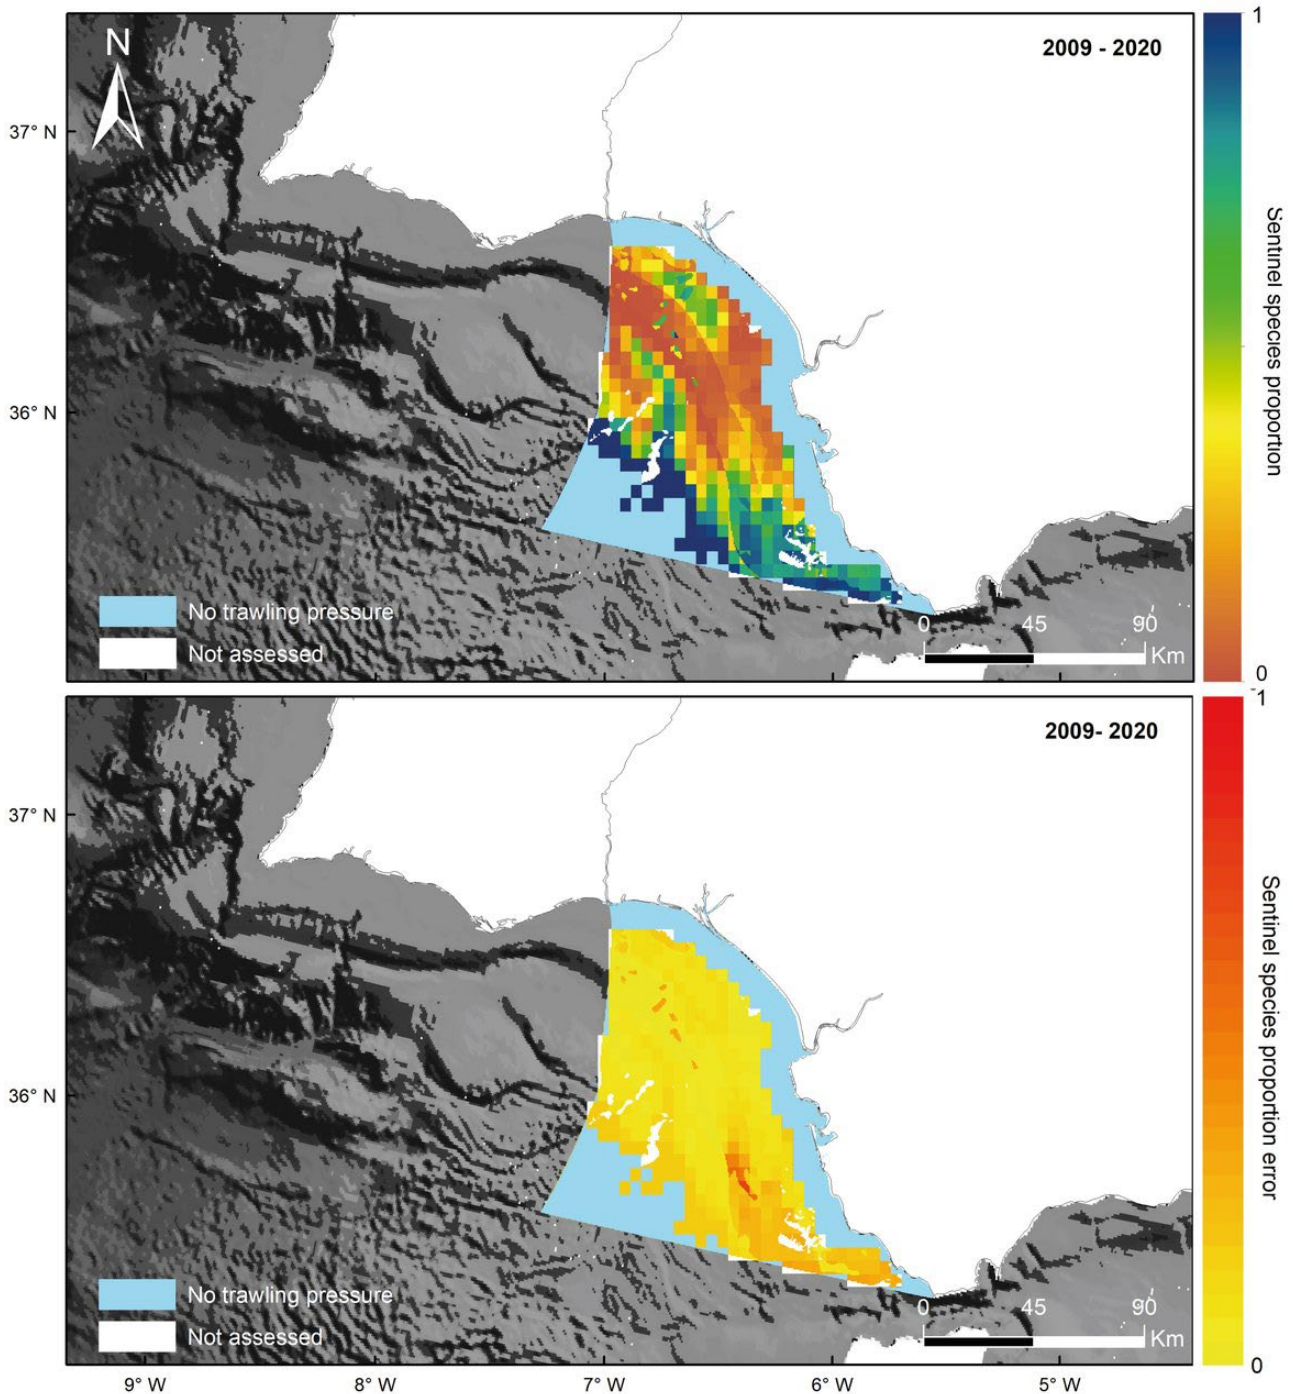 N
2009 - 2020
1
37° N
Sentinel species proportion
36° N
No trawling pressure
Not assessed
0 45 90
Km
0
1
2009- 2020
37° N
Sentinel species proportion error
36° N
No trawling pressure
Not assessed
0 45 90
Km
0
9° W 8° W 7° W 6° W 5° W